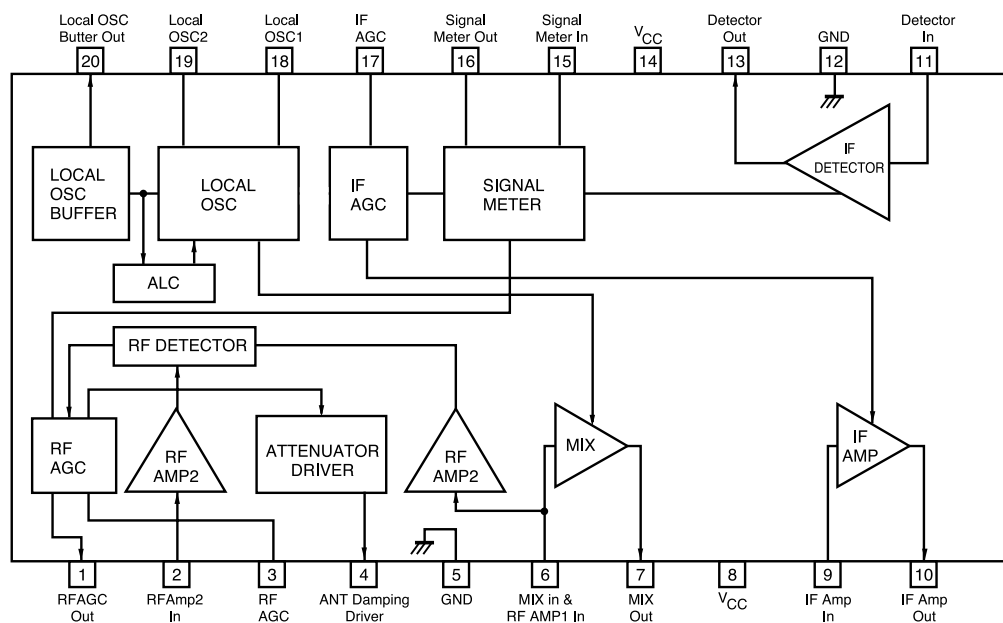 Local OSC
Butter Out
Local
OSC2
Local
OSC1
IF
AGC
Signal
Meter Out
Signal
Meter In
VCC
Detector
Out
GND
Detector
In
20
19
18
17
16
15
14
13
12
11
LOCAL
OSC
BUFFER
LOCAL
OSC
IF
AGC
SIGNAL
METER
IF
DETECTOR
ALC
RF DETECTOR
RF
AGC
RF
AMP2
ATTENUATOR
DRIVER
RF
AMP2
MIX
IF
AMP
1
2
3
4
5
6
7
8
9
10
RFAGC
Out
RFAmp2
In
RF
AGC
ANT Damping
Driver
GND
MIX in &
RF AMP1 In
MIX
Out
VCC
IF Amp
In
IF Amp
Out